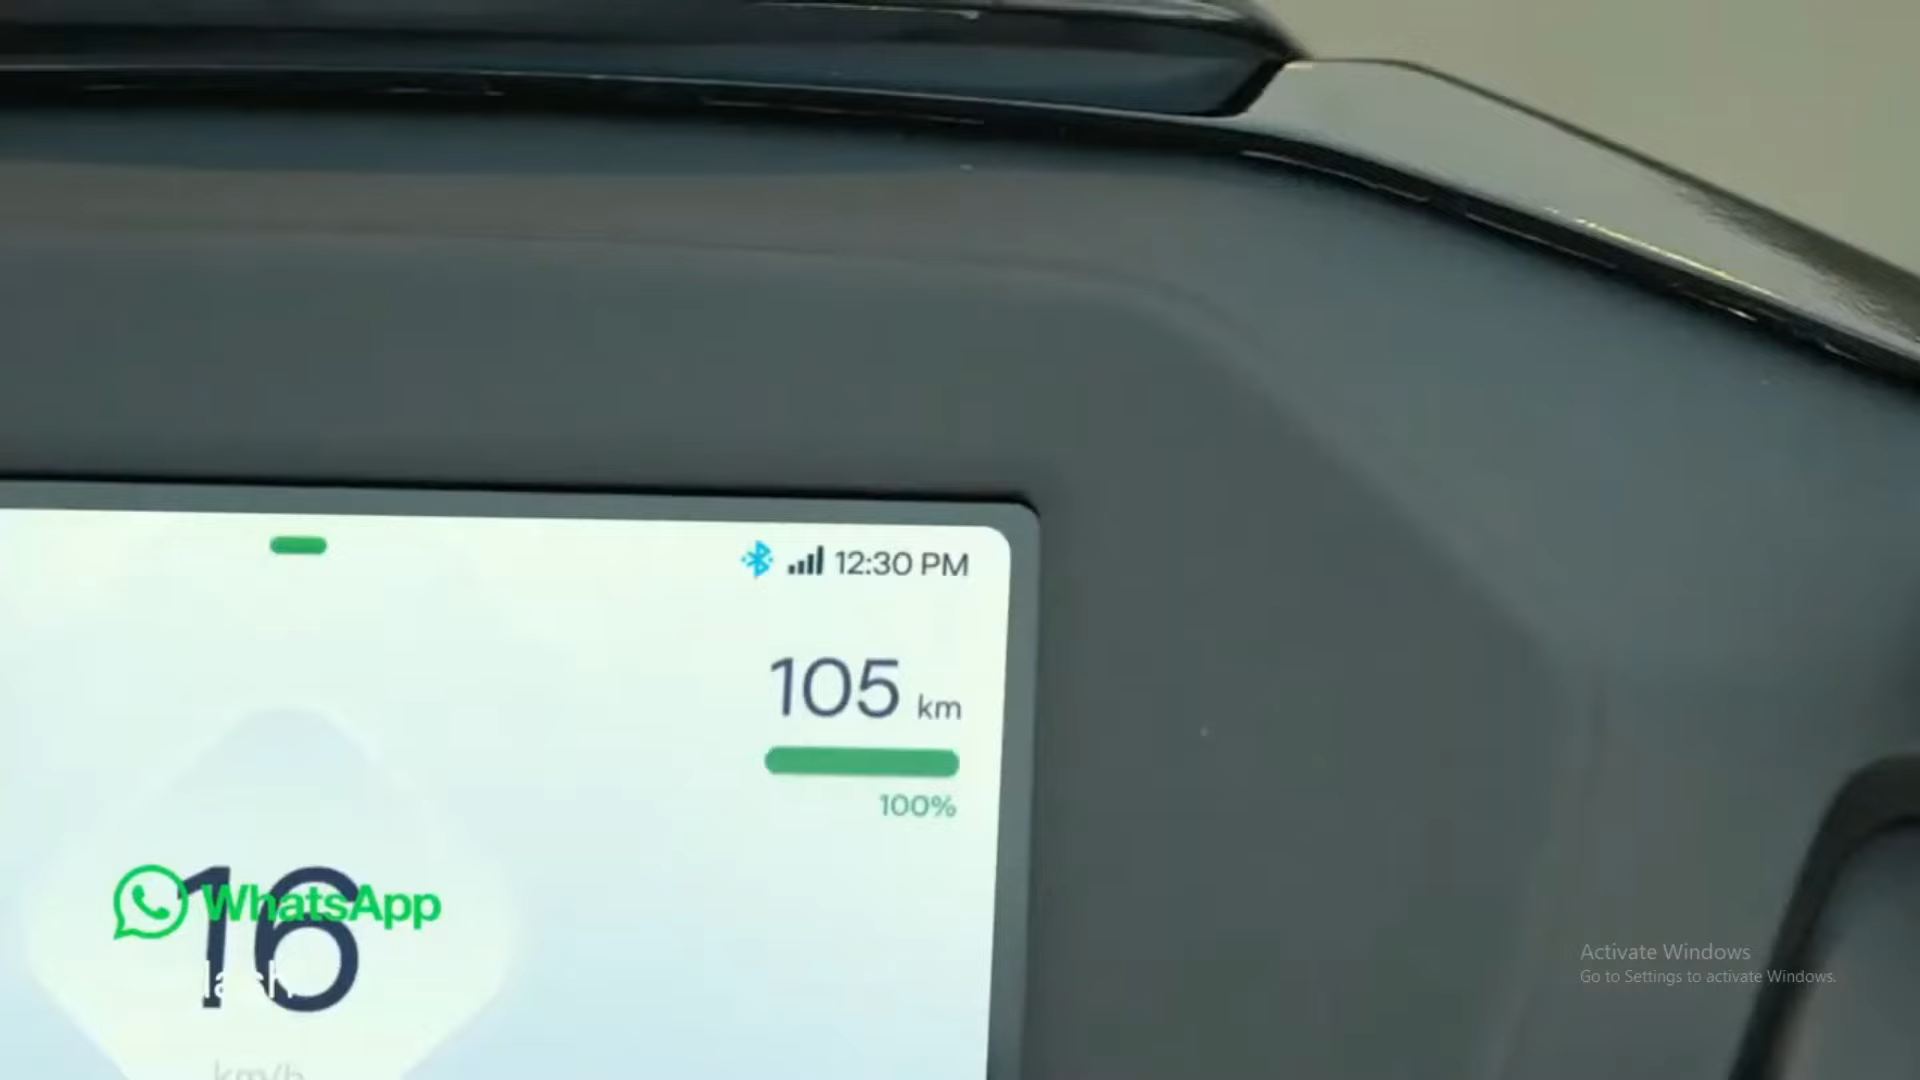 12:30 PM
105 km
100%
16
WhatsApp
km/h
Activate Windows
Go to Settings to activate Windows.